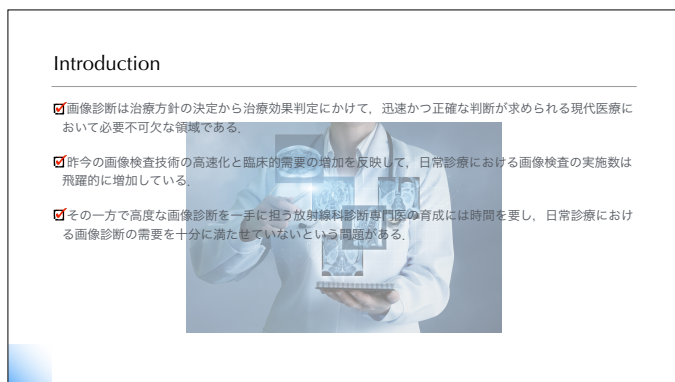 Introduction
画像診断は治療方針の決定から治療効果判定にかけて，迅速かつ正確な判断が求められる現代医療に
おいて必要不可欠な領域である．
昨今の画像検査技術の高速化と臨床的需要の増加を反映して，日常診療における画像検査の実施数は
飛躍的に増加している．
その一方で高度な画像診断を一手に担う放射線科診断専門医の育成には時間を要し，日常診療におけ
る画像診断の需要を十分に満たせていないという問題がある．